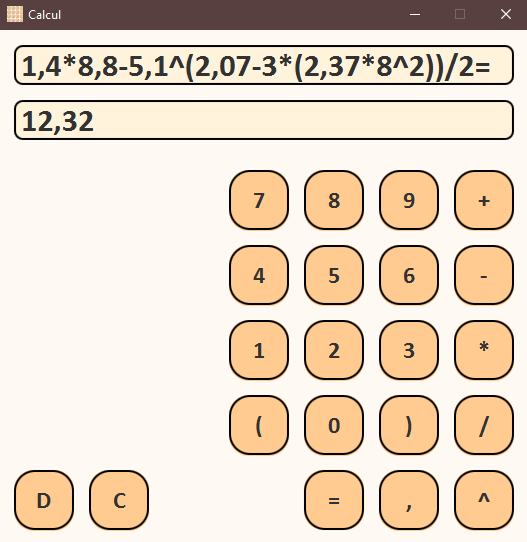 Calcul
1,4*8,8-5,1^(2,07-3*(2,37*8^2))/2=
12,32
7 8 9 +
4 5 6 -
1 2 3 *
( 0 ) /
D C = , ^